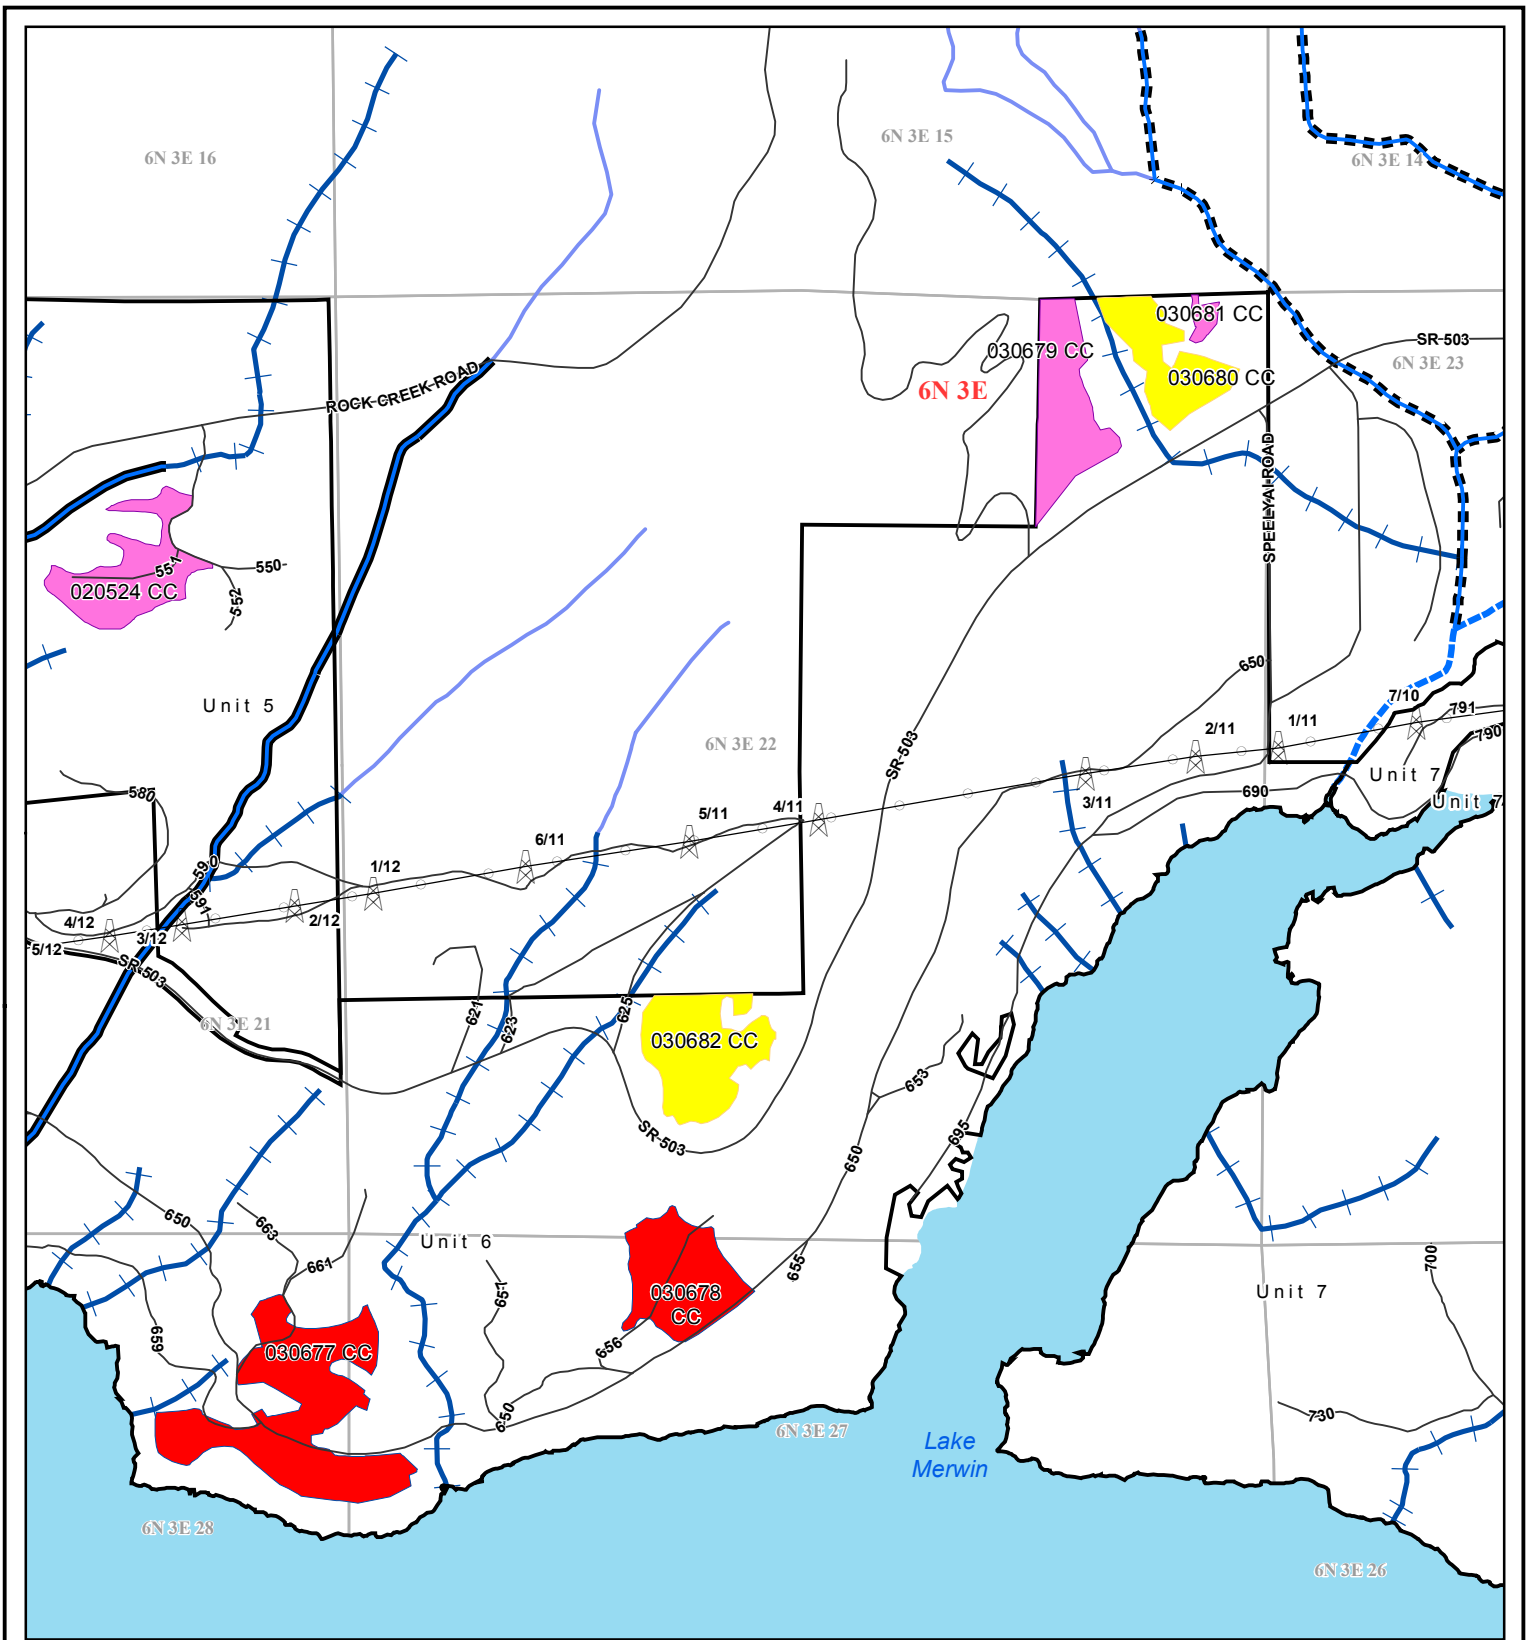 6N 3E 16
6N 3E 15
6N 3E 14
030681 CC
SR 503
030679 CC
6N 3E 23
ROCK CREEK ROAD
6N 3E
030680 CC
SPEELYAI ROAD
551
550
020524 CC
552
650
Unit 5
7/10
791
2/11
1/11
790
6N 3E 22
SR-503
Unit 7
580
3/11
690
Unit 7
4/11
5/11
6/11
590
1/12
591
4/12
2/12
3/12
5/12
SR-503
621
625
6N 3E 21
623
030682 CC
653
SR-503
695
650
650
663
Unit 6
661
655
700
651
030678
CC
Unit 7
659
656
030677 CC
650
730
6N 3E 27
Lake
Merwin
6N 3E 28
6N 3E 26